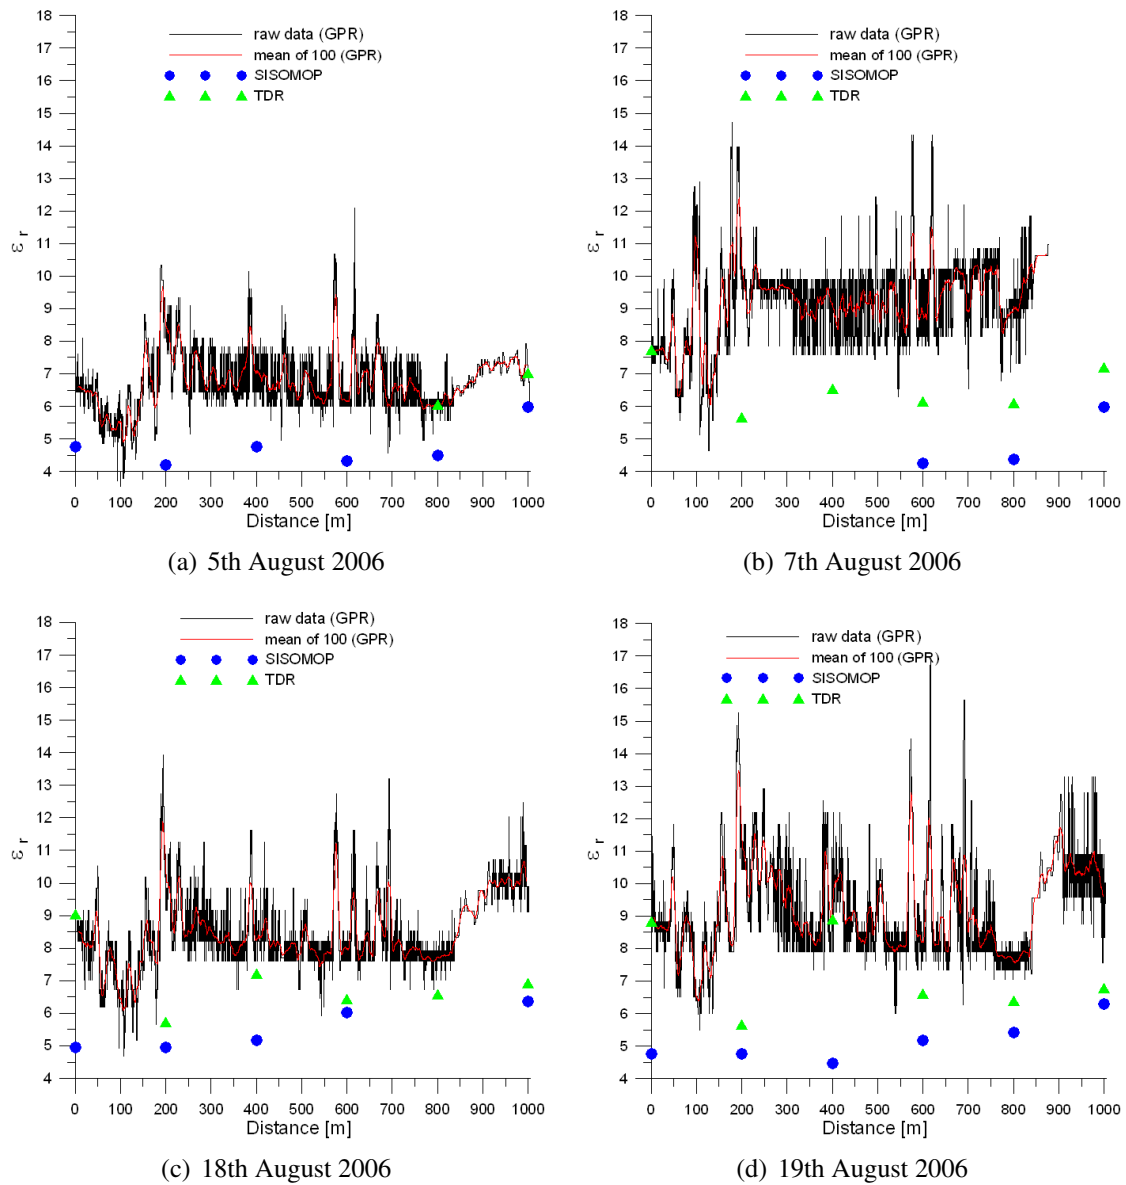 18
17
16
15
14
13
12
11
10
9
8
7
6
5
4
εr
raw data (GPR)
mean of 100 (GPR)
SISOMOP
TDR
0 100 200 300 400 500 600 700 800 900 1000
Distance [m]
(a) 5th August 2006
18
17
16
15
14
13
12
11
10
9
8
7
6
5
4
εr
raw data (GPR)
mean of 100 (GPR)
SISOMOP
TDR
0 100 200 300 400 500 600 700 800 900 1000
Distance [m]
(b) 7th August 2006
18
17
16
15
14
13
12
11
10
9
8
7
6
5
4
εr
raw data (GPR)
mean of 100 (GPR)
SISOMOP
TDR
0 100 200 300 400 500 600 700 800 900 1000
Distance [m]
(c) 18th August 2006
18
17
16
15
14
13
12
11
10
9
8
7
6
5
4
εr
raw data (GPR)
mean of 100 (GPR)
SISOMOP
TDR
0 100 200 300 400 500 600 700 800 900 1000
Distance [m]
(d) 19th August 2006